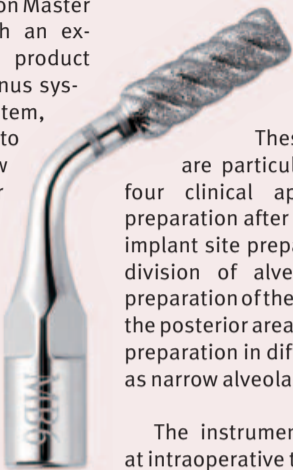 on Master
h an ex-
product
nus sys-
tem,
to
These
are particul
four clinical ap
preparation after
implant site prepa
division of alve
preparation of the
the posterior area
preparation in dif
as narrow alveola
The instrumen
at intraoperative t
MB6